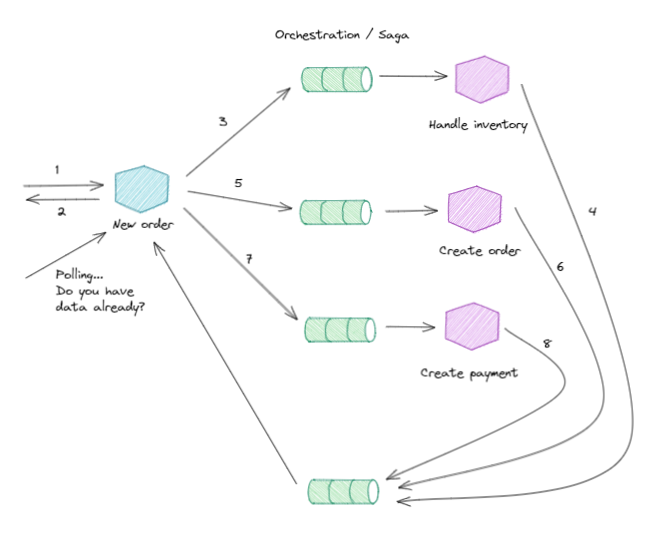 Orchestration / Saga
Handle inventory
3
1
5
4
2
New order
Create order
6
Polling...
Do you have
data already?
7
8
Create payment